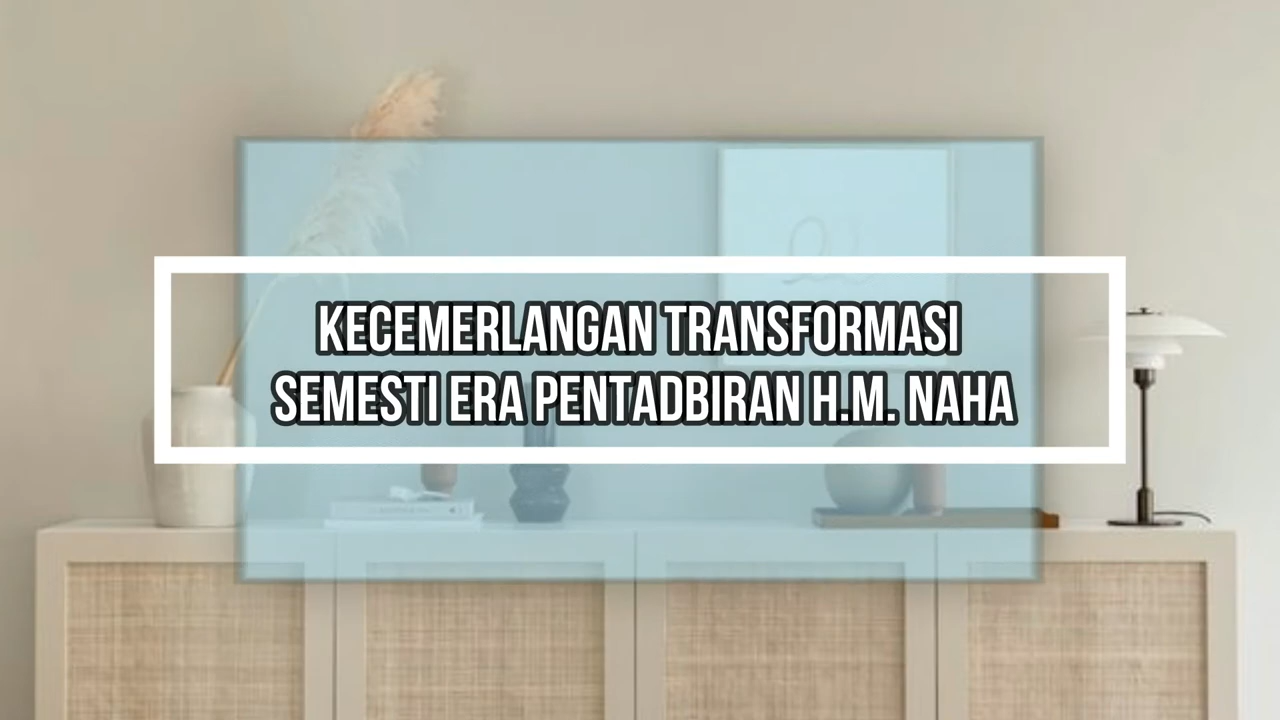 KECEMERLANGAN TRANSFORMASI
SEMESTI ERA PENTADBIRAN H.M. NAHA